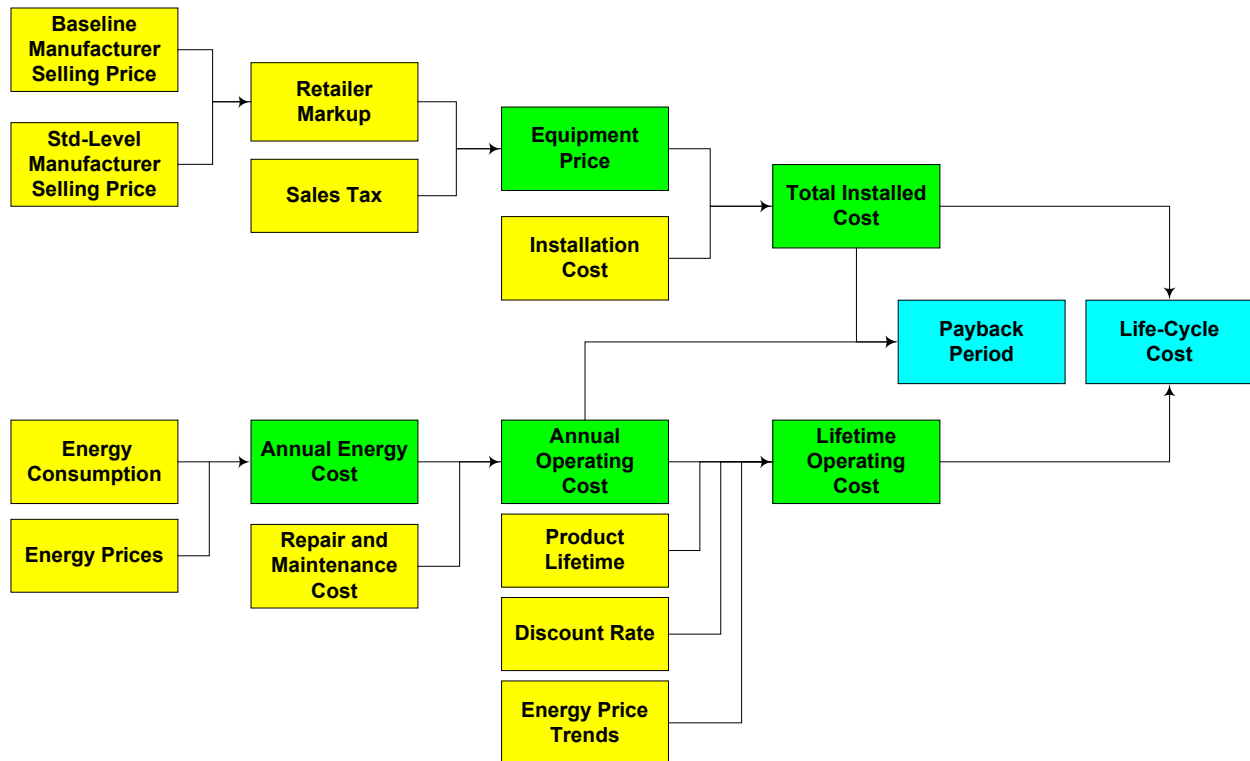 Baseline
Manufacturer
Selling Price
Std-Level
Manufacturer
Selling Price
Retailer
Markup
Sales Tax
Equipment
Price
Installation
Cost
Total Installed
Cost
Payback
Period
Life-Cycle
Cost
Energy
Consumption
Energy Prices
Annual Energy
Cost
Repair and
Maintenance
Cost
Annual
Operating
Cost
Product
Lifetime
Discount Rate
Energy Price
Trends
Lifetime
Operating
Cost